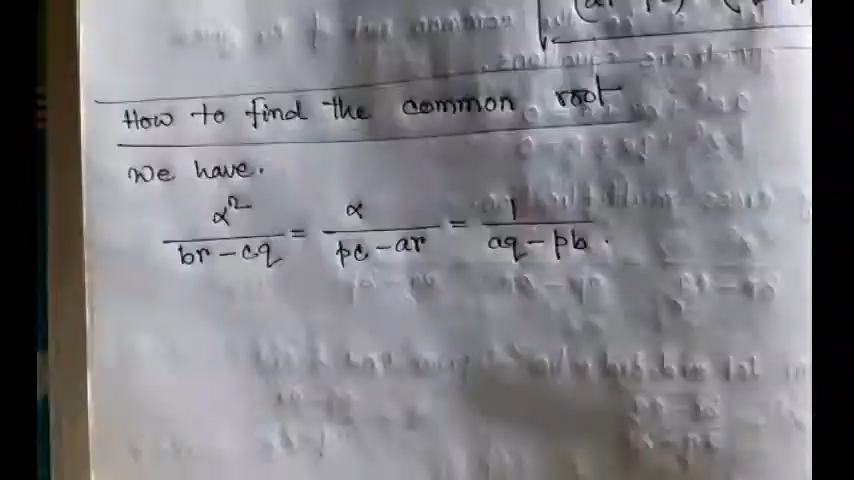 How to find the common root
we have.
α² / br - cq = α / pc - ar = 1 / aq - pb .